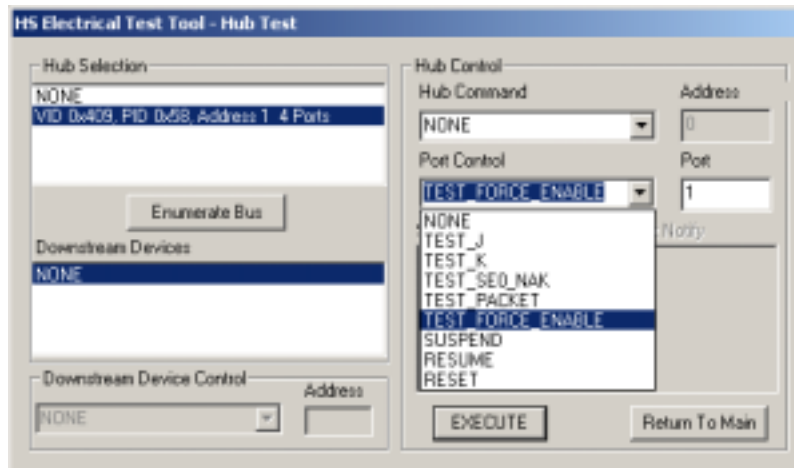 HS Electrical Test Tool - Hub Test
Hub Selection
NONE
VID 0x409, PID 0x58, Address 1 4 Ports
Enumerate Bus
Downstream Devices
NONE
Downstream Device Control
Address
NONE
Hub Control
Hub Command
Address
NONE
0
Port Control
Port
TEST_FORCE_ENABLE
1
NONE
TEST_J
TEST_K
TEST_SE0_NAK
TEST_PACKET
TEST_FORCE_ENABLE
SUSPEND
RESUME
RESET
Notify
EXECUTE
Return To Main